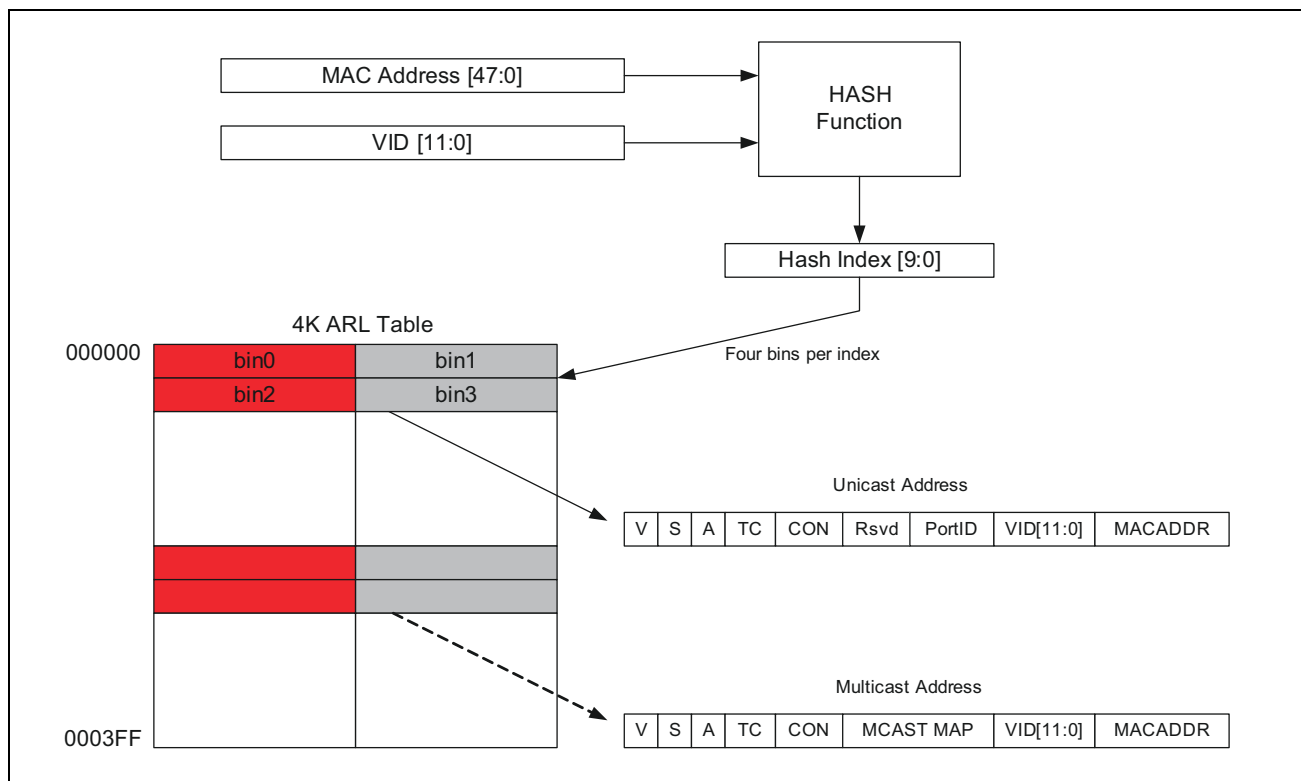 MAC Address [47:0]
HASH
Function
VID [11:0]
Hash Index [9:0]
4K ARL Table
000000
bin0
bin1
Four bins per index
bin2
bin3
Unicast Address
V S A TC CON Rsvd PortID VID[11:0] MACADDR
Multicast Address
V S A TC CON MCAST MAP VID[11:0] MACADDR
0003FF